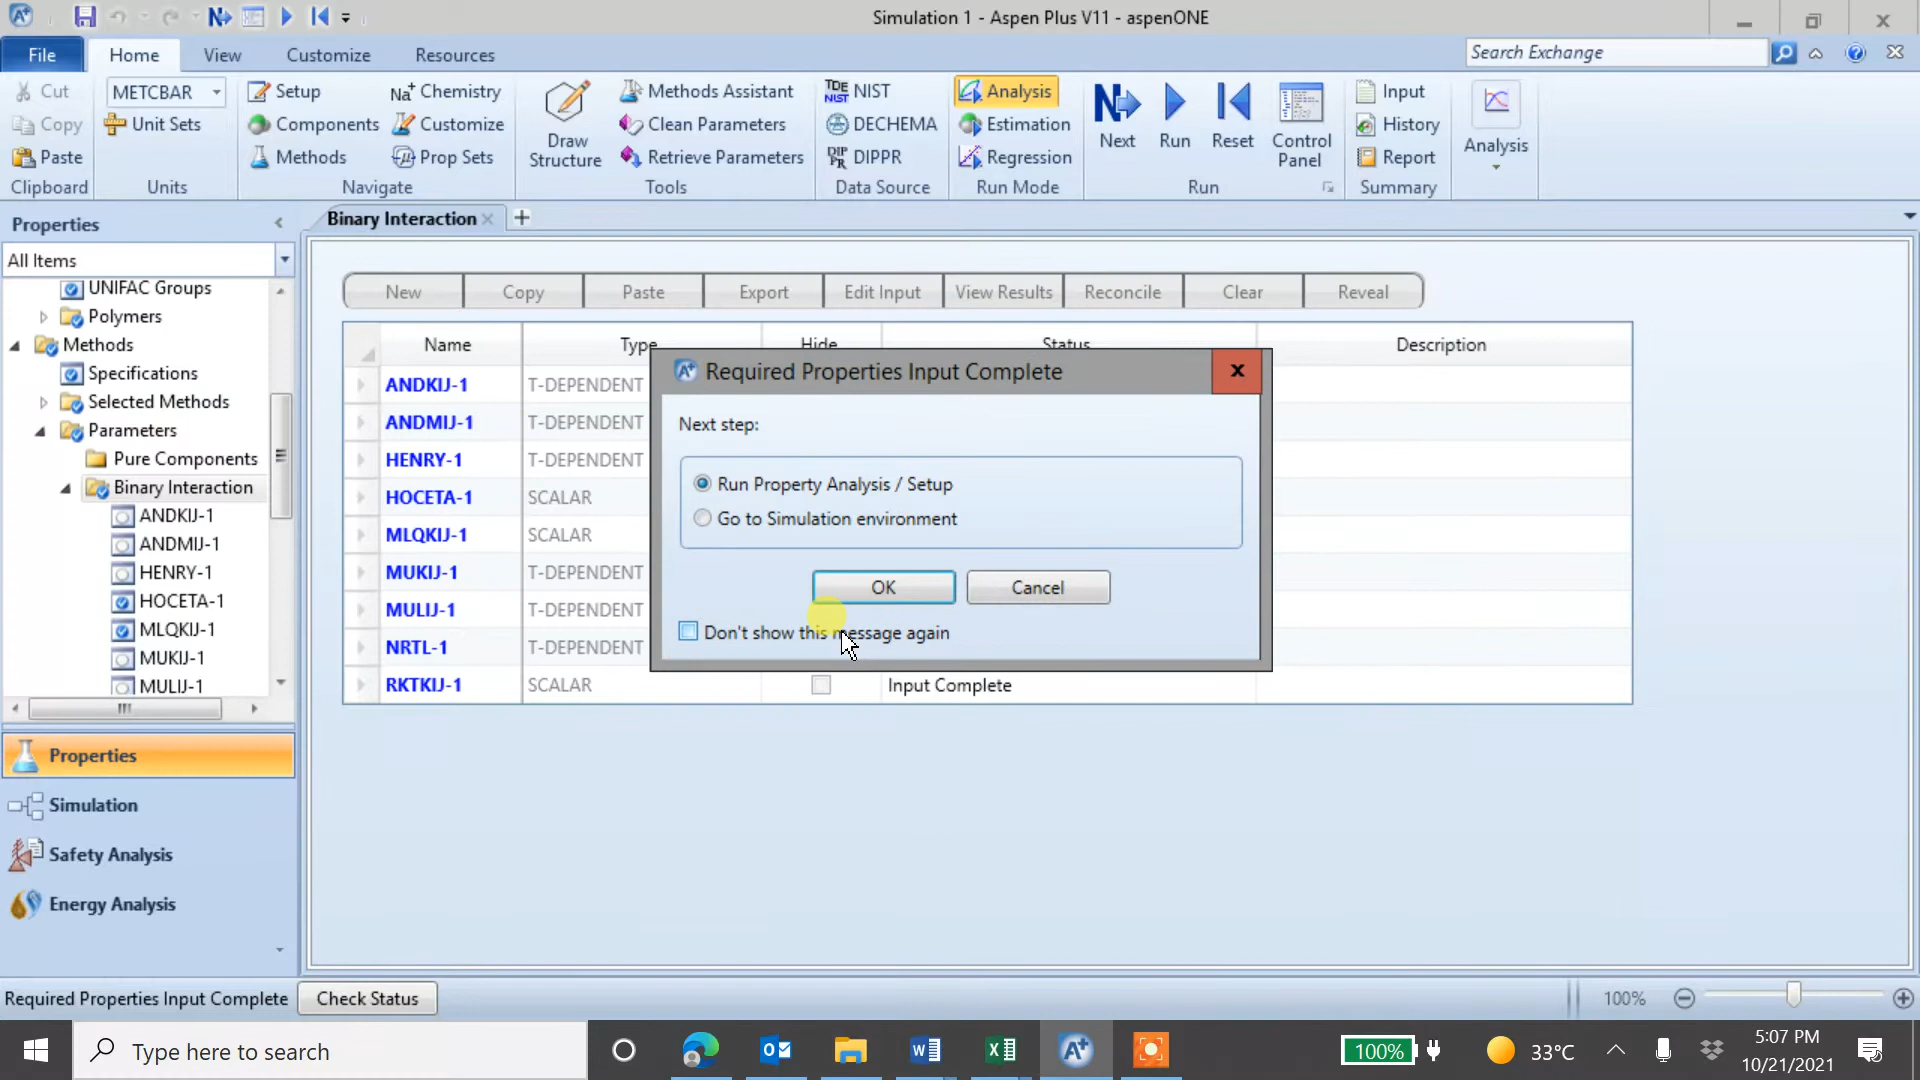 Simulation 1 - Aspen Plus V11 - aspenONE
File
Home
View
Customize
Resources
Search Exchange
Cut
Copy
Paste
Clipboard
METCBAR
Unit Sets
Units
Setup
Components
Methods
Na+ Chemistry
Customize
Prop Sets
Navigate
Draw
Structure
Methods Assistant
Clean Parameters
Retrieve Parameters
Tools
NIST
DECHEMA
DIPPR
Data Source
Analysis
Estimation
Regression
Run Mode
Next
Run
Reset
Control
Panel
Run
Input
History
Report
Summary
Analysis
Properties
All Items
UNIFAC Groups
Polymers
Methods
Specifications
Selected Methods
Parameters
Pure Components
Binary Interaction
ANDKIJ-1
ANDMIJ-1
HENRY-1
HOCETA-1
MLQKIJ-1
MUKIJ-1
MULIJ-1
Properties
Simulation
Safety Analysis
Energy Analysis
Binary Interaction
New Copy Paste Export Edit Input View Results Reconcile Clear Reveal
Name Type Hide Status Description
ANDKIJ-1 T-DEPENDENT
ANDMIJ-1 T-DEPENDENT
HENRY-1 T-DEPENDENT
HOCETA-1 SCALAR
MLQKIJ-1 SCALAR
MUKIJ-1 T-DEPENDENT
MULIJ-1 T-DEPENDENT
NRTL-1 T-DEPENDENT
RKTKIJ-1 SCALAR Input Complete
Required Properties Input Complete
Next step:
Run Property Analysis / Setup
Go to Simulation environment
OK Cancel
Don't show this message again
Required Properties Input Complete Check Status 100%
Type here to search
100% 33°C
5:07 PM
10/21/2021